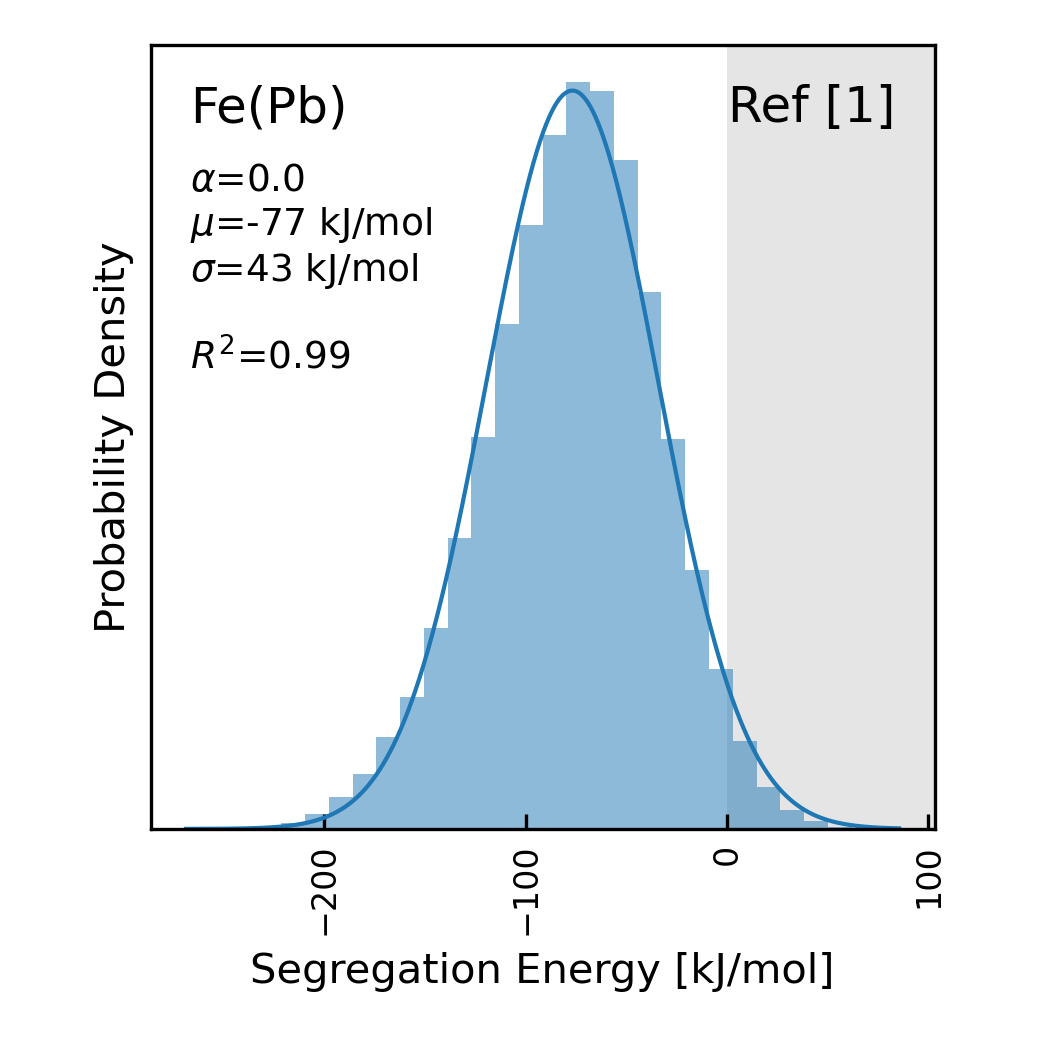 Fe(Pb)
Ref [1]
α=0.0
μ=-77 kJ/mol
σ=43 kJ/mol
R²=0.99
Probability Density
−200
−100
0
100
Segregation Energy [kJ/mol]